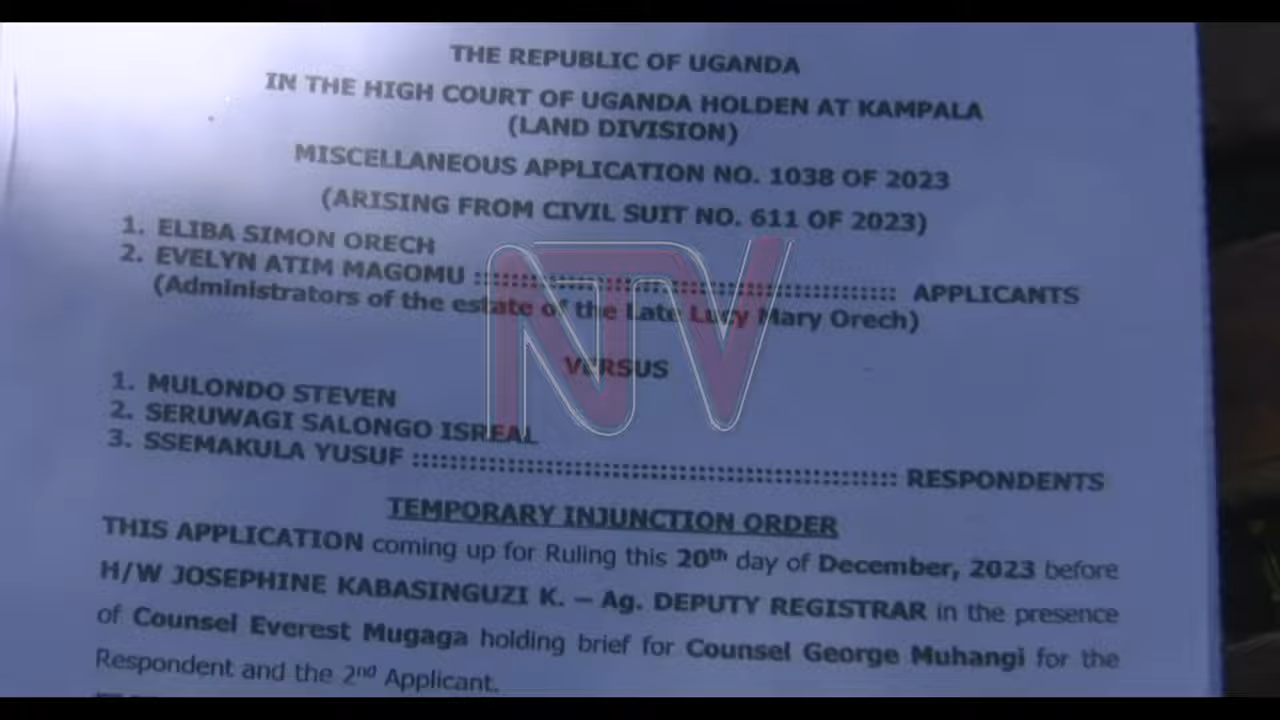 THE REPUBLIC OF UGANDA
IN THE HIGH COURT OF UGANDA HOLDEN AT KAMPALA
(LAND DIVISION)
MISCELLANEOUS APPLICATION NO. 1038 OF 2023
(ARISING FROM CIVIL SUIT NO. 611 OF 2023)
1. ELIBA SIMON ORECH
2. EVELYN ATIM MAGOMU :::::::::::::::::::::::::::::::::::::::::::::: APPLICANTS
(Administrators of the estate of the Late Lucy Mary Orech)
NTV
VERSUS
1. MULONDO STEVEN
2. SERUWAGI SALONGO ISREAL
3. SSEMAKULA YUSUF :::::::::::::::::::::::::::::::::::::::::::::::::::: RESPONDENTS
TEMPORARY INJUNCTION ORDER
THIS APPLICATION coming up for Ruling this 20th day of December, 2023 before
H/W JOSEPHINE KABASINGUZI K. – Ag. DEPUTY REGISTRAR in the presence
of Counsel Everest Mugaga holding brief for Counsel George Muhangi for the
Respondent and the 2nd Applicant.